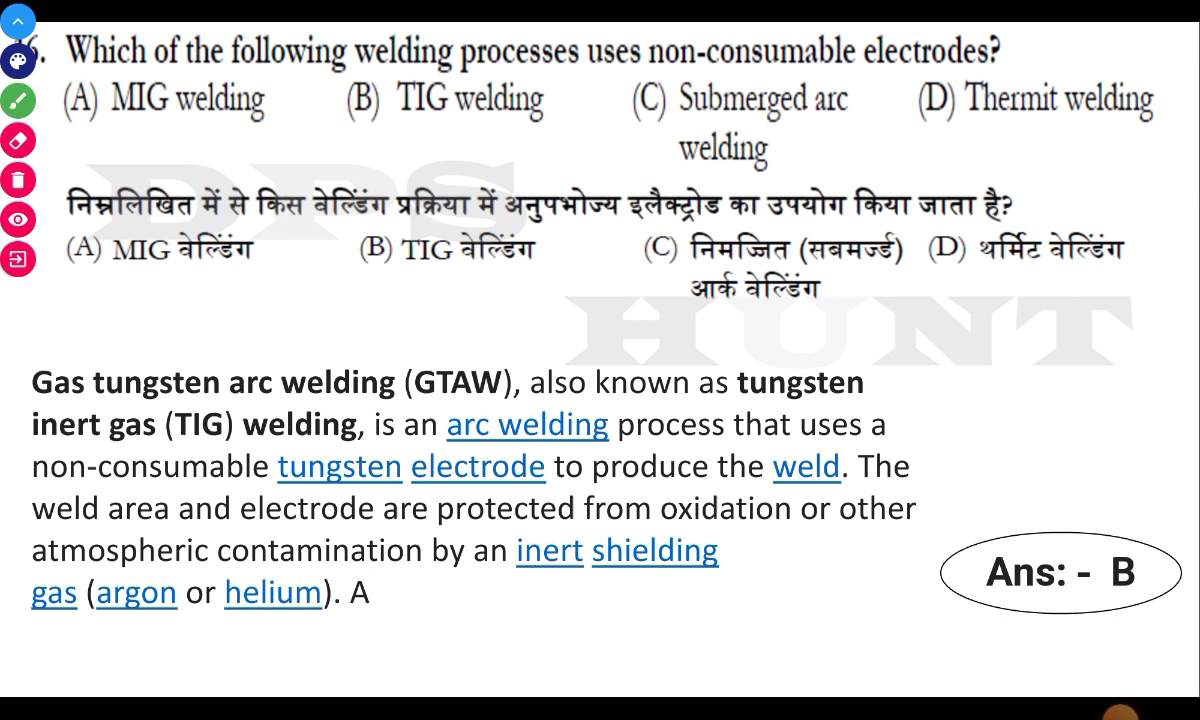 6. Which of the following welding processes uses non-consumable electrodes?
(A) MIG welding (B) TIG welding (C) Submerged arc (D) Thermit welding
welding
निम्नलिखित में से किस वेल्डिंग प्रक्रिया में अनुपभोज्य इलैक्ट्रोड का उपयोग किया जाता है?
(A) MIG वेल्डिंग (B) TIG वेल्डिंग (C) निमज्जित (सबमर्ज्ड) (D) थर्मिट वेल्डिंग
आर्क वेल्डिंग
DPS
HUNT
Gas tungsten arc welding (GTAW), also known as tungsten
inert gas (TIG) welding, is an arc welding process that uses a
non-consumable tungsten electrode to produce the weld. The
weld area and electrode are protected from oxidation or other
atmospheric contamination by an inert shielding
gas (argon or helium). A
Ans: - B